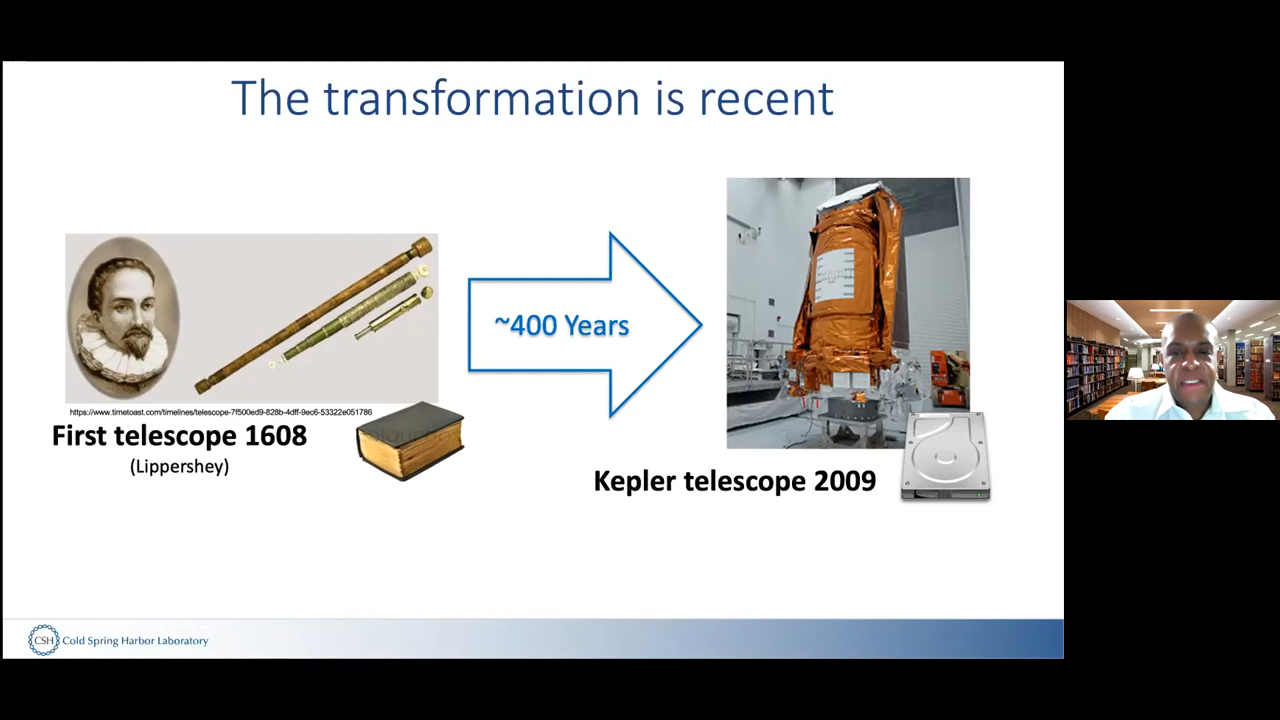 The transformation is recent
~400 Years
https://www.timetoast.com/timelines/telescope-7f500ed9-828b-4dff-9ec6-53322e051786
First telescope 1608
(Lippershey)
Kepler telescope 2009
CSH Cold Spring Harbor Laboratory